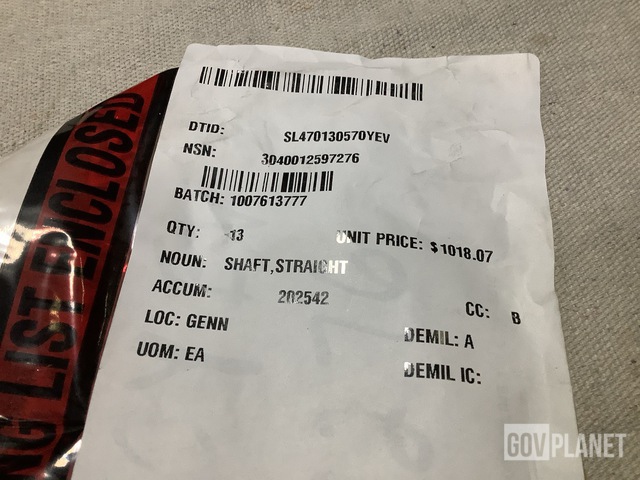 DTID: SL470130570YEV
NSN: 3040012597276
BATCH: 1007613777
QTY: -13 UNIT PRICE: $1018.07
NOUN: SHAFT,STRAIGHT
ACCUM: 202542
CC: B
LOC: GENN
DEMIL: A
UOM: EA
DEMIL IC:
NG LIST ENCLOSED
GOVPLANET